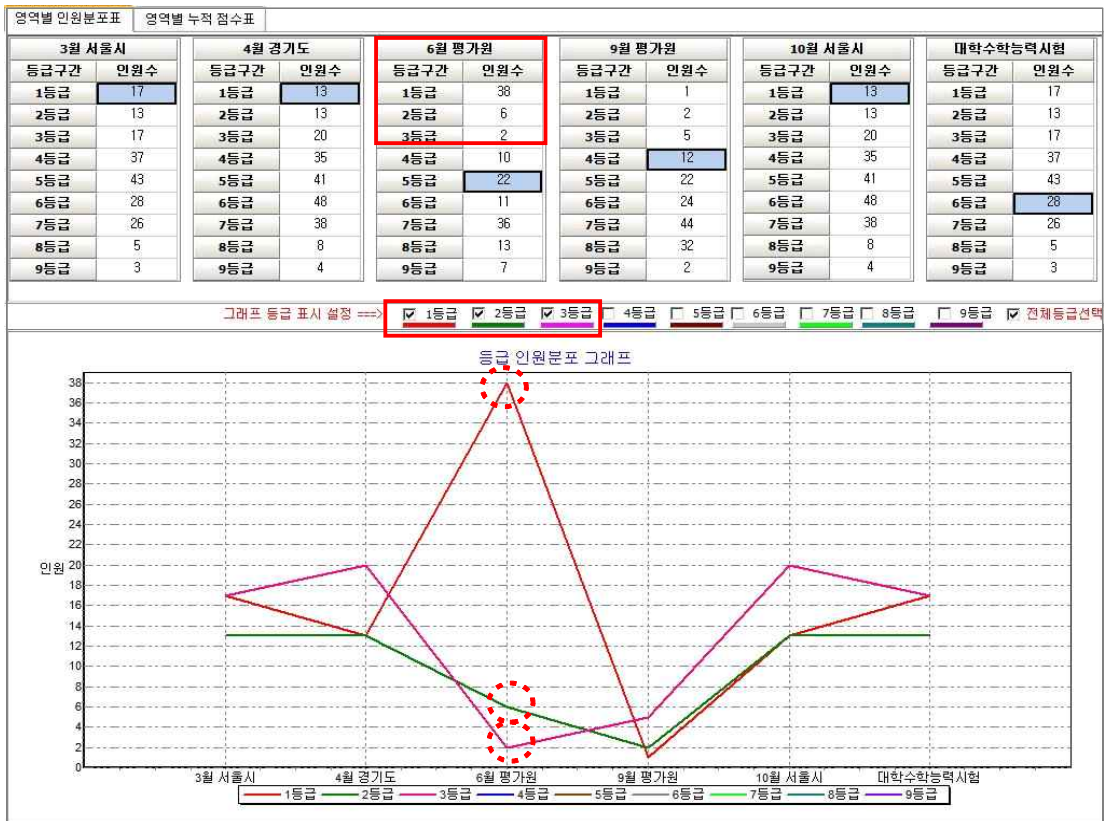 영역별 인원분포표 영역별 누적 점수표
3월 서울시 4월 경기도 6월 평가원 9월 평가원 10월 서울시 대학수학능력시험
등급구간 인원수 등급구간 인원수 등급구간 인원수 등급구간 인원수 등급구간 인원수 등급구간 인원수
1등급 17 1등급 13 1등급 38 1등급 1 1등급 13 1등급 17
2등급 13 2등급 13 2등급 6 2등급 2 2등급 13 2등급 13
3등급 17 3등급 20 3등급 2 3등급 5 3등급 20 3등급 17
4등급 37 4등급 35 4등급 10 4등급 12 4등급 35 4등급 37
5등급 43 5등급 41 5등급 22 5등급 22 5등급 41 5등급 43
6등급 28 6등급 48 6등급 11 6등급 24 6등급 48 6등급 28
7등급 26 7등급 38 7등급 36 7등급 44 7등급 38 7등급 26
8등급 5 8등급 8 8등급 13 8등급 32 8등급 8 8등급 5
9등급 3 9등급 4 9등급 7 9등급 2 9등급 4 9등급 3
그래프 등급 표시 설정 ===> 1등급 2등급 3등급 4등급 5등급 6등급 7등급 8등급 9등급 전체등급선택
등급 인원분포 그래프
38
36
34
32
30
28
26
24
22
인원 20
18
16
14
12
10
8
6
4
2
0
3월 서울시 4월 경기도 6월 평가원 9월 평가원 10월 서울시 대학수학능력시험
1등급 2등급 3등급 4등급 5등급 6등급 7등급 8등급 9등급